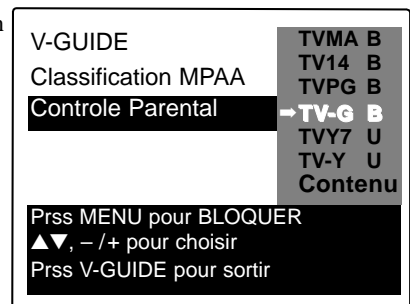 V-GUIDE
Classification MPAA
Controle Parental
TVMA B
TV14 B
TVPG B
➡TV-G B
TVY7 U
TV-Y U
Contenu
Prss MENU pour BLOQUER
▲▼, – /+ pour choisir
Prss V-GUIDE pour sortir